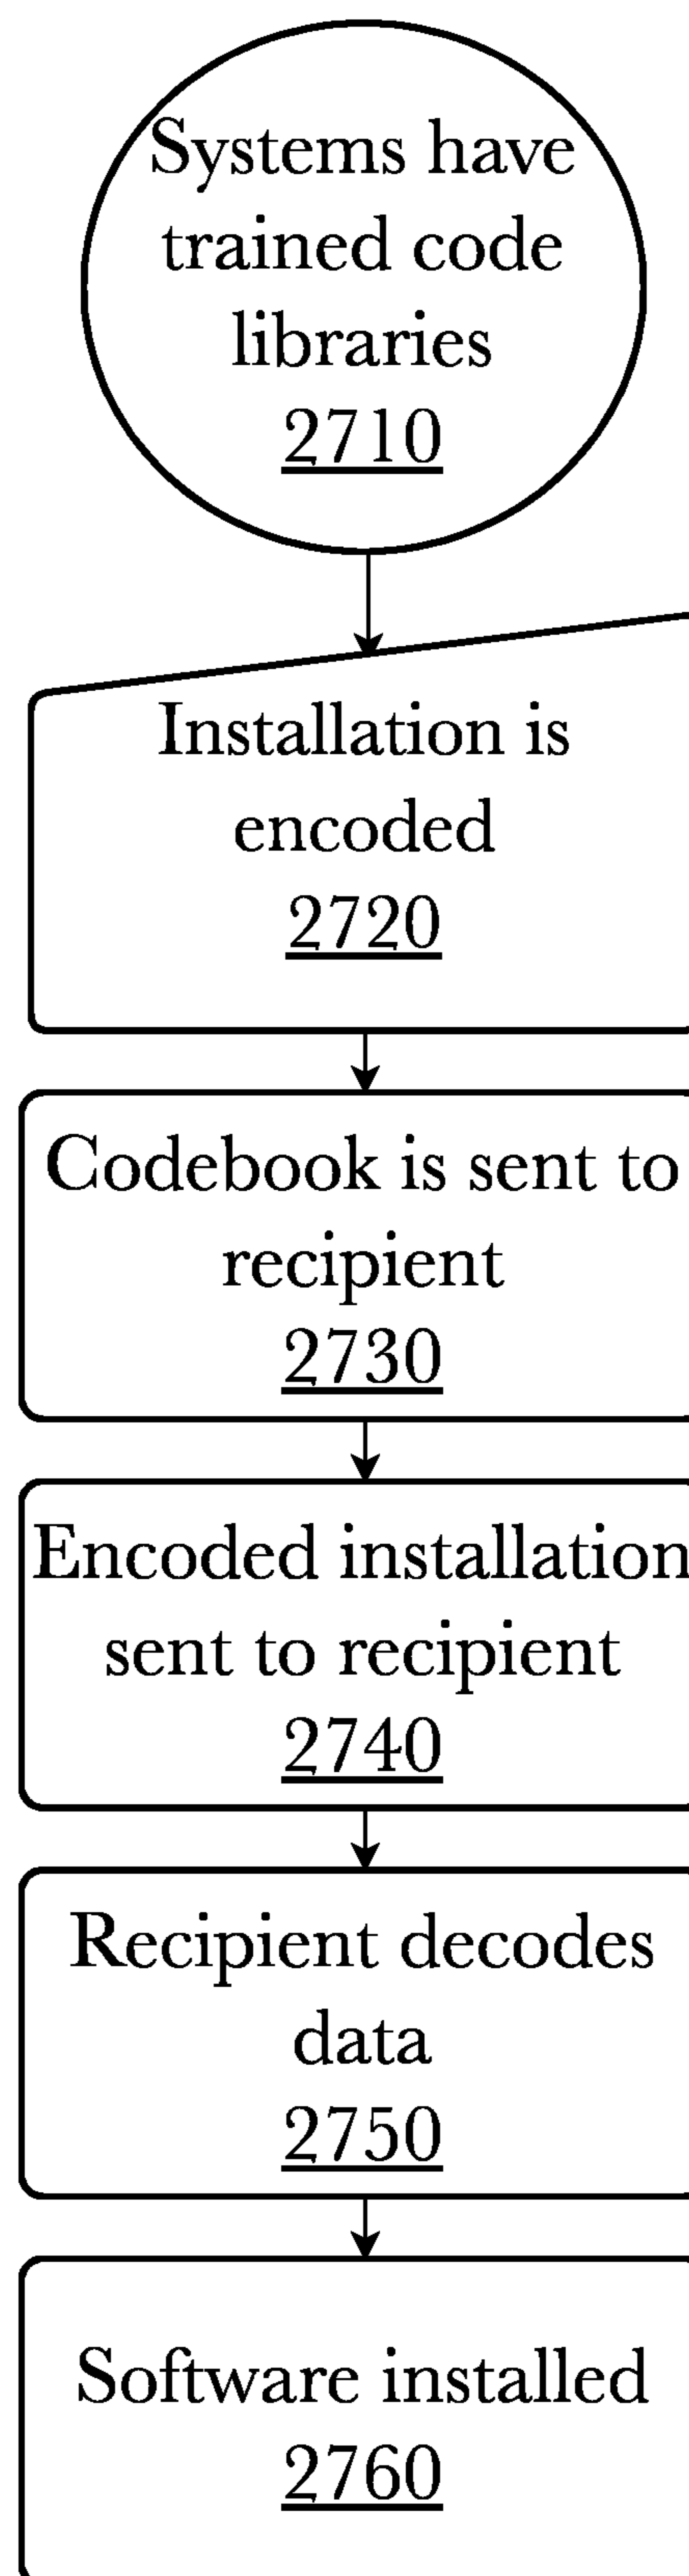 Systems have
trained code
libraries
2710
Installation is
encoded
2720
Codebook is sent to
recipient
2730
Encoded installation
sent to recipient
2740
Recipient decodes
data
2750
Software installed
2760